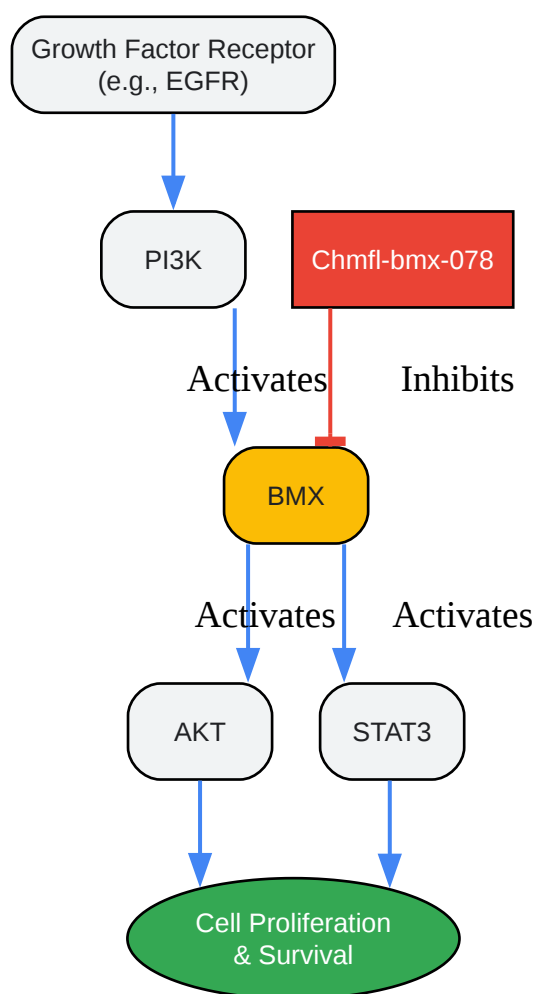 Growth Factor Receptor
(e.g., EGFR)
PI3K
Chmfl-bmx-078
Activates
Inhibits
BMX
Activates
Activates
AKT
STAT3
Cell Proliferation
& Survival